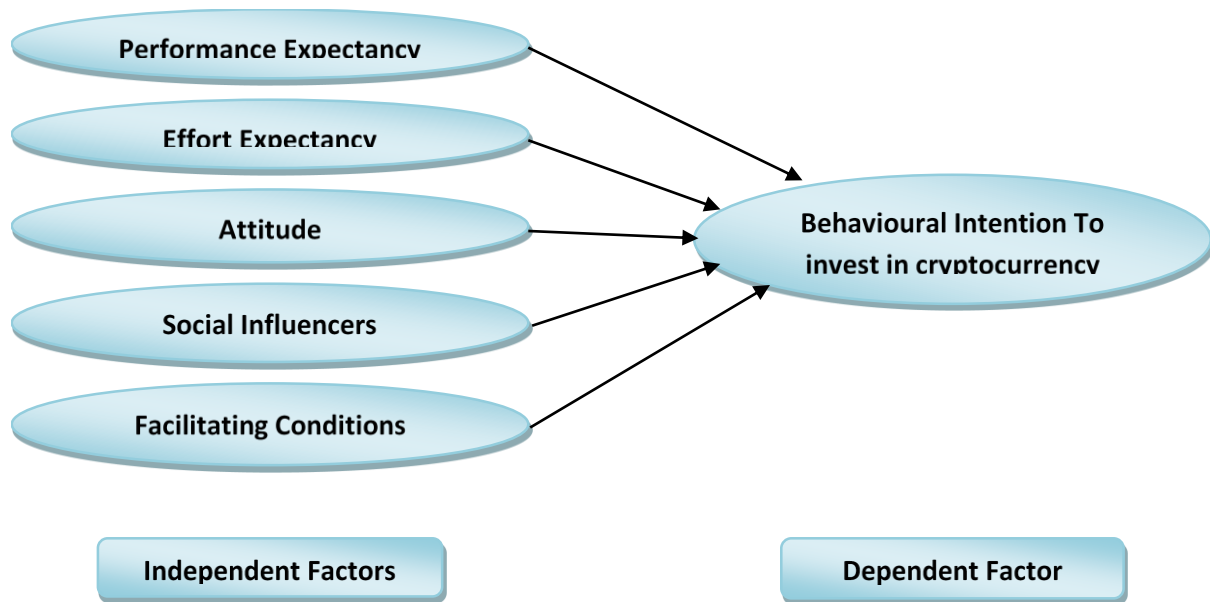 Performance Expectancy
Effort Expectancy
Attitude
Social Influencers
Facilitating Conditions
Behavioural Intention To
invest in cryptocurrency
Independent Factors
Dependent Factor